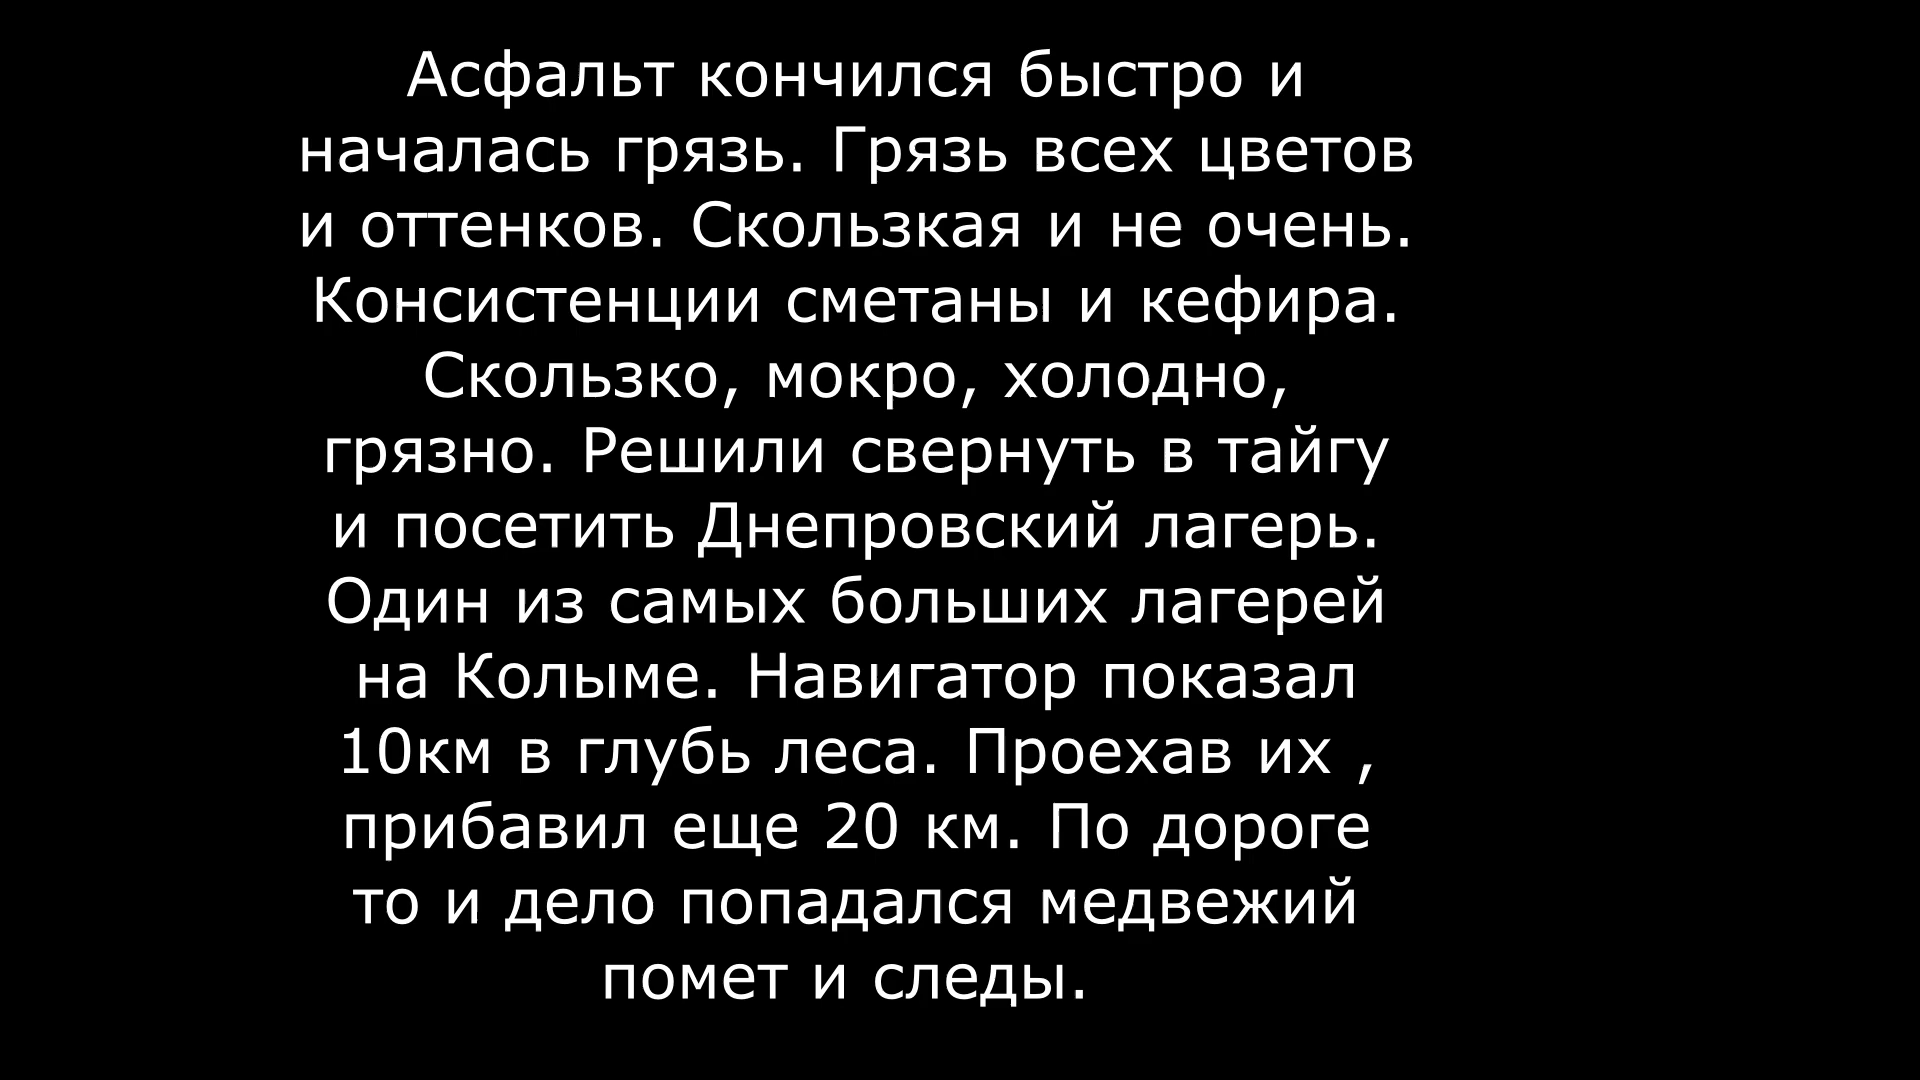 Асфальт кончился быстро и
началась грязь. Грязь всех цветов
и оттенков. Скользкая и не очень.
Консистенции сметаны и кефира.
Скользко, мокро, холодно,
грязно. Решили свернуть в тайгу
и посетить Днепровский лагерь.
Один из самых больших лагерей
на Колыме. Навигатор показал
10км в глубь леса. Проехав их ,
прибавил еще 20 км. По дороге
то и дело попадался медвежий
помет и следы.